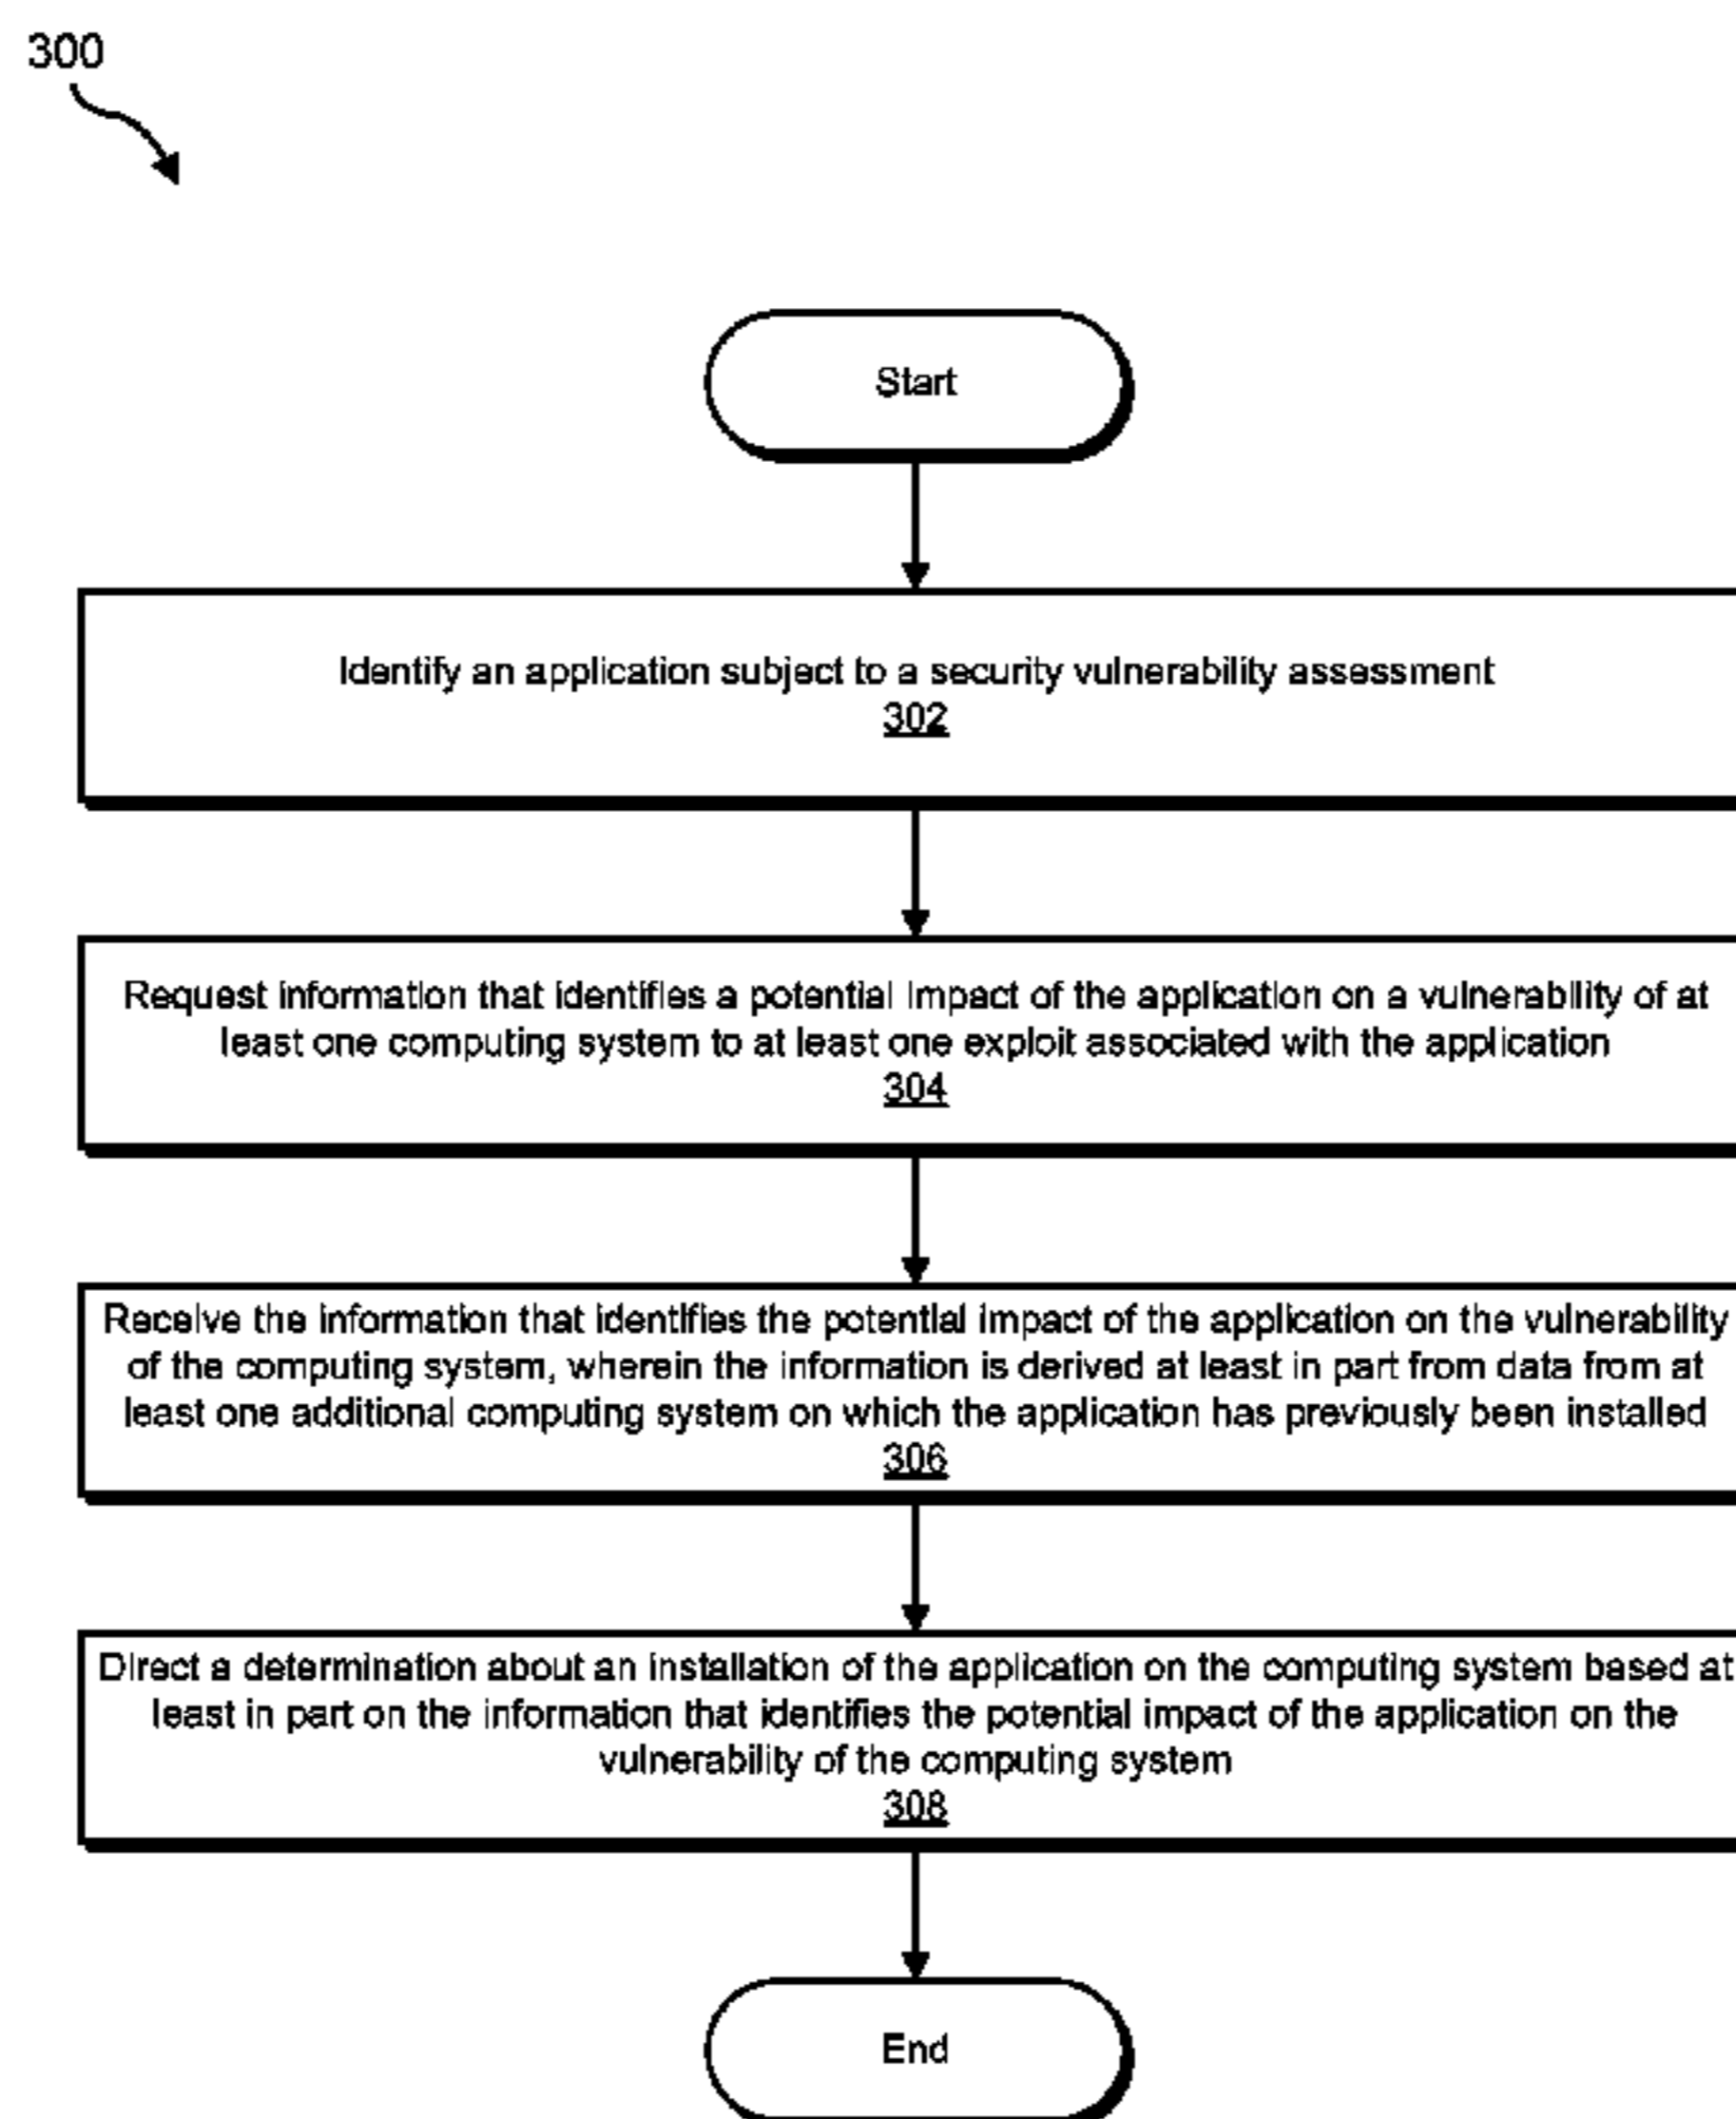 300
Start
Identify an application subject to a security vulnerability assessment
302
Request information that identifies a potential impact of the application on a vulnerability of at
least one computing system to at least one exploit associated with the application
304
Receive the information that identifies the potential impact of the application on the vulnerability
of the computing system, wherein the information is derived at least in part from data from at
least one additional computing system on which the application has previously been installed
306
Direct a determination about an installation of the application on the computing system based at
least in part on the information that identifies the potential impact of the application on the
vulnerability of the computing system
308
End